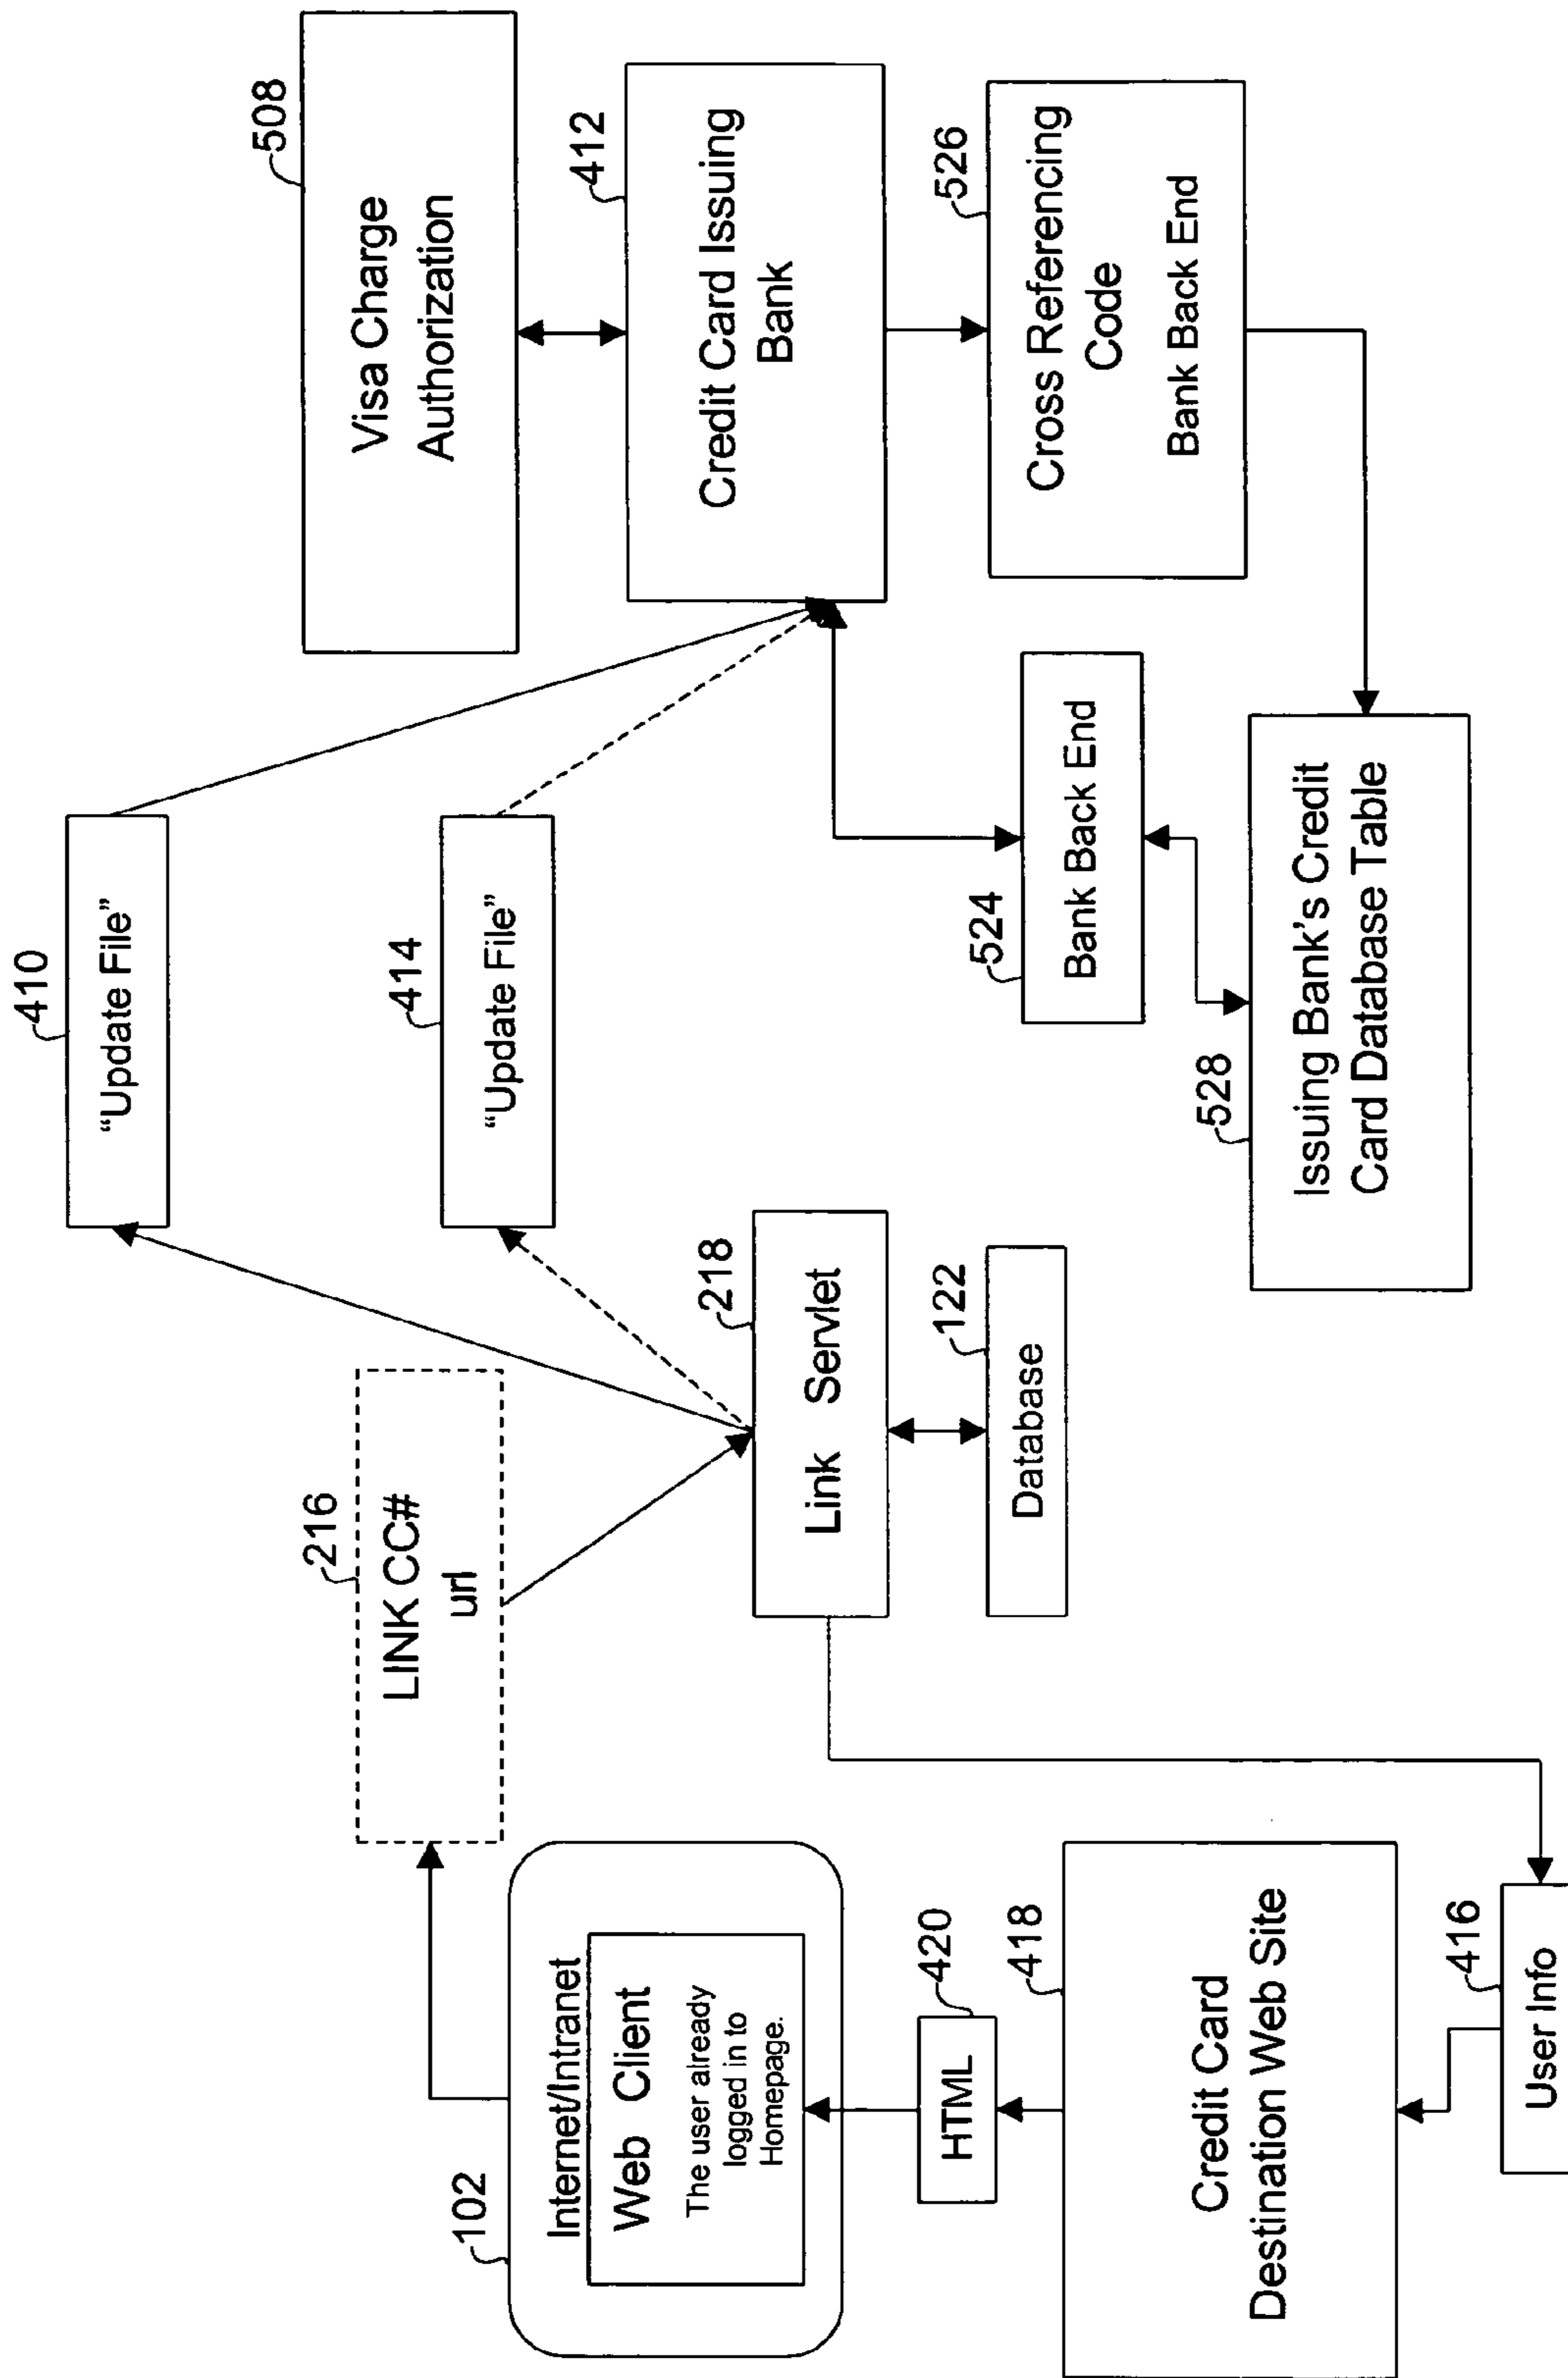 102
Internet/Intranet
Web Client
The user already
logged in to
Homepage.
216
LINK CC#
url
410
"Update File"
414
"Update File"
508
Visa Charge
Authorization
412
Credit Card Issuing
Bank
218
Link Servlet
122
Database
420
HTML
418
Credit Card
Destination Web Site
416
User Info
524
Bank Back End
526
Cross Referencing
Code
Bank Back End
528
Issuing Bank's Credit
Card Database Table